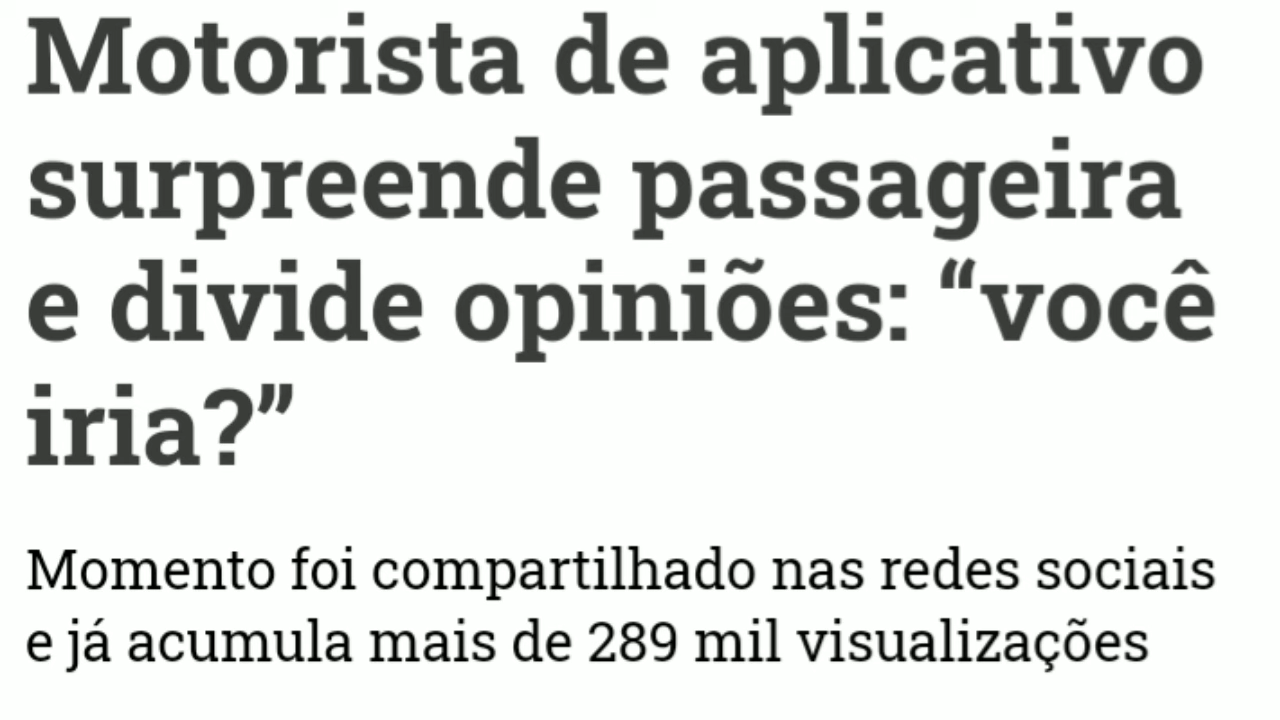 Motorista de aplicativo
surpreende passageira
e divide opiniões: “você
iria?”
Momento foi compartilhado nas redes sociais
e já acumula mais de 289 mil visualizações